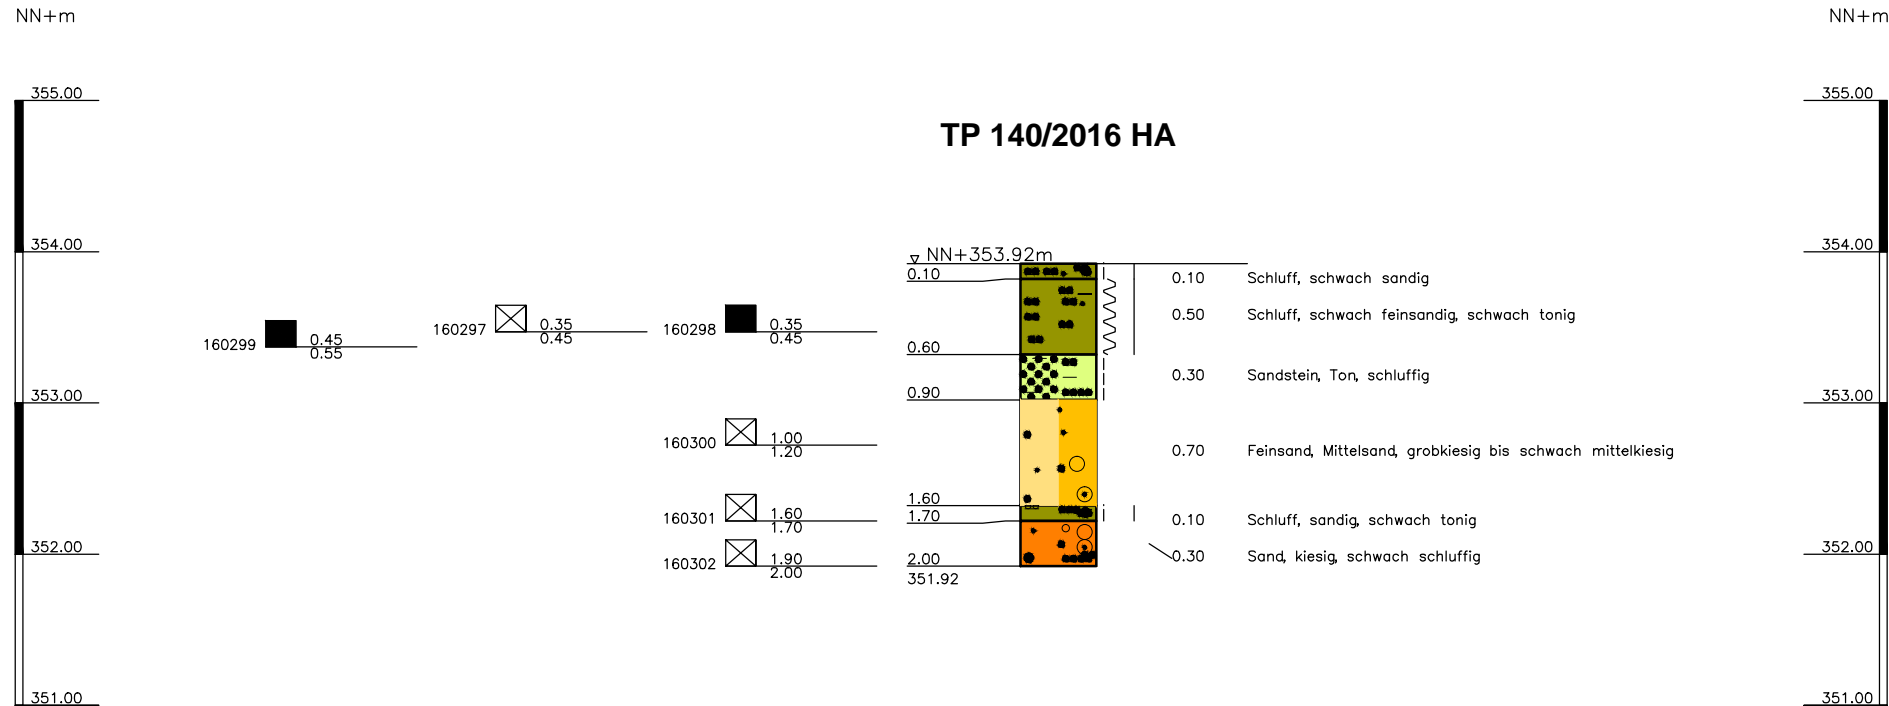 NN+m NN+m
355.00 355.00
TP 140/2016 HA
354.00 354.00
NN+353.92m
0.10 0.10 Schluff, schwach sandig
0.50 Schluff, schwach feinsandig, schwach tonig
160299 0.45
0.55
160297 0.35
0.45
160298 0.35
0.45
0.60
0.30 Sandstein, Ton, schluffig
0.90
353.00 353.00
160300 1.00
1.20
0.70 Feinsand, Mittelsand, grobkiesig bis schwach mittelkiesig
1.60
160301 1.60
1.70
1.70
0.10 Schluff, sandig, schwach tonig
352.00 352.00
160302 1.90
2.00
2.00
0.30 Sand, kiesig, schwach schluffig
351.92
351.00 351.00